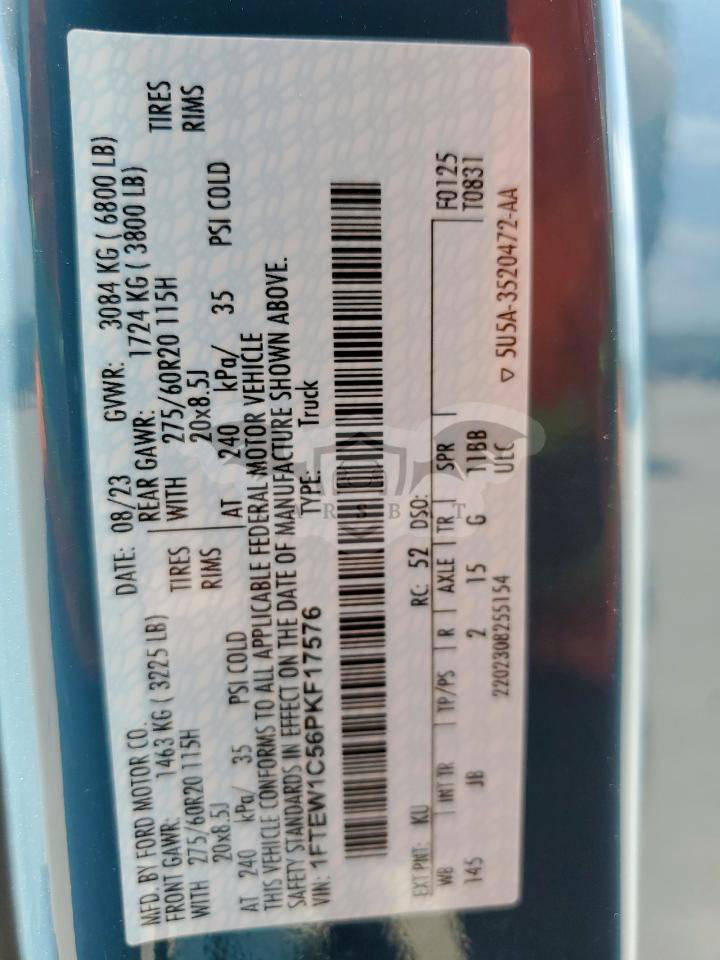 MFD. BY FORD MOTOR CO. DATE: 08/23 GVWR: 3084 KG ( 6800 LB)
FRONT GAWR: 1463 KG ( 3225 LB) REAR GAWR: 1724 KG ( 3800 LB)
WITH 275/60R20 115H TIRES WITH 275/60R20 115H TIRES
20x8.5J RIMS 20x8.5J RIMS
AT 240 kPa/ 35 PSI COLD AT 240 kPa/ 35 PSI COLD
THIS VEHICLE CONFORMS TO ALL APPLICABLE FEDERAL MOTOR VEHICLE
SAFETY STANDARDS IN EFFECT ON THE DATE OF MANUFACTURE SHOWN ABOVE.
VIN: 1FTEW1C56PKF17576 TYPE: Truck
EXT PNT: KU RC: 52 DSO: F0125
WB INT TR TP/PS R AXLE TR SPR T0831
145 JB 2 15 G 11BB
2202308255154 ULC ▽ 5U5A-3520472-AA